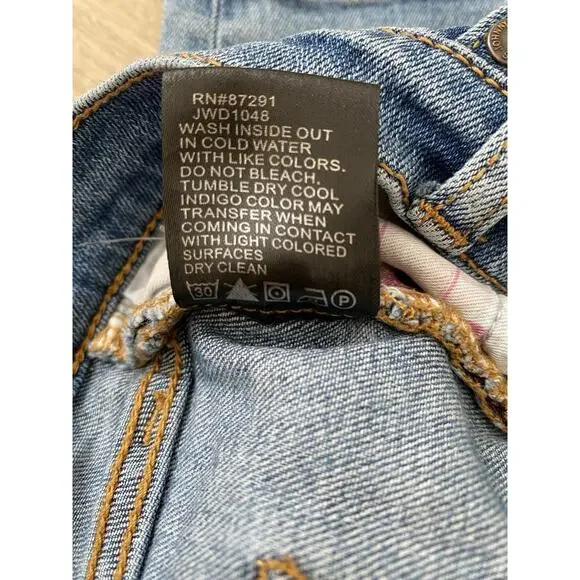 RN#87291
JWD1048
WASH INSIDE OUT
IN COLD WATER
WITH LIKE COLORS.
DO NOT BLEACH.
TUMBLE DRY COOL
INDIGO COLOR MAY
TRANSFER WHEN
COMING IN CONTACT
WITH LIGHT COLORED
SURFACES
DRY CLEAN
30 P
JOHNNY